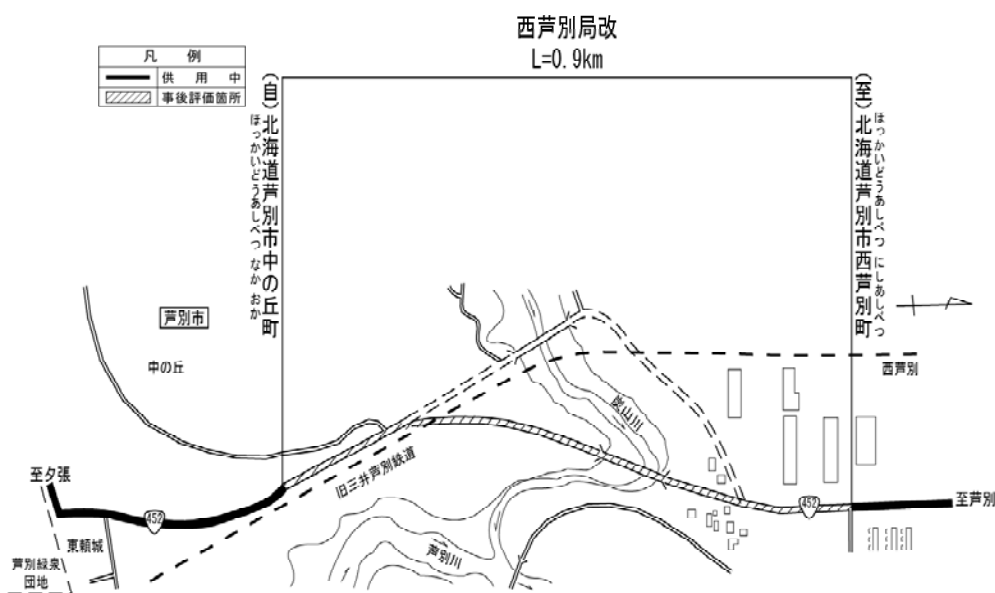 西芦別局改
L=0.9km
凡 例
供 用 中
事後評価箇所
(自)北海道芦別市中の丘町
ほっかいどうあしべつ なか おか
(至)北海道芦別市西芦別町
ほっかいどうあしべつ にしあしべつ
芦別市
中の丘
西芦別
炭山川
旧三井芦別鉄道
至夕張
452
452
至芦別
東頼城
芦別川
芦別緑泉
団地